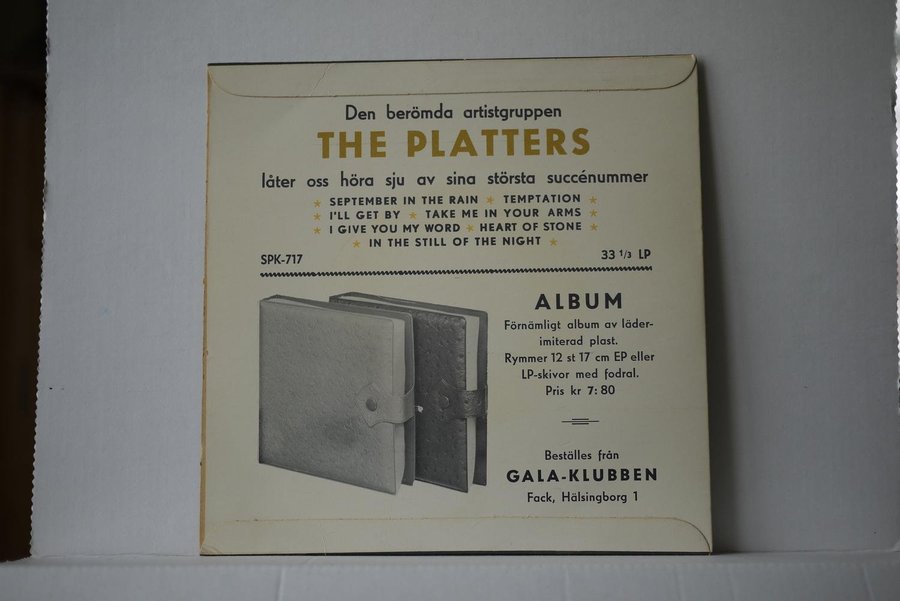 Den berömda artistgruppen
THE PLATTERS
låter oss höra sju av sina största succénummer
★ SEPTEMBER IN THE RAIN ★ TEMPTATION ★
★ I'LL GET BY ★ TAKE ME IN YOUR ARMS ★
★ I GIVE YOU MY WORD ★ HEART OF STONE ★
★ IN THE STILL OF THE NIGHT ★
SPK-717 33 1/3 LP
ALBUM
Förnämligt album av läder-
imiterad plast.
Rymmer 12 st 17 cm EP eller
LP-skivor med fodral.
Pris kr 7:80
Beställes från
GALA-KLUBBEN
Fack, Hälsingborg 1